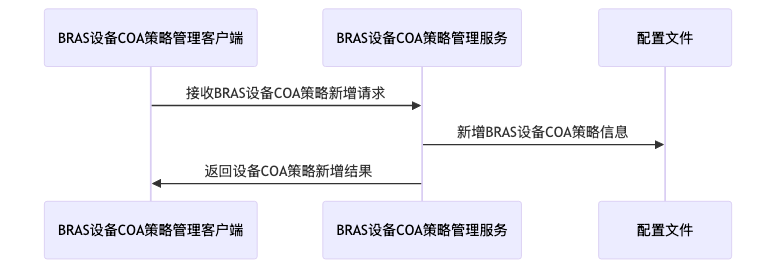 BRAS设备COA策略管理客户端
BRAS设备COA策略管理服务
配置文件
接收BRAS设备COA策略新增请求
新增BRAS设备COA策略信息
返回设备COA策略新增结果
BRAS设备COA策略管理客户端
BRAS设备COA策略管理服务
配置文件